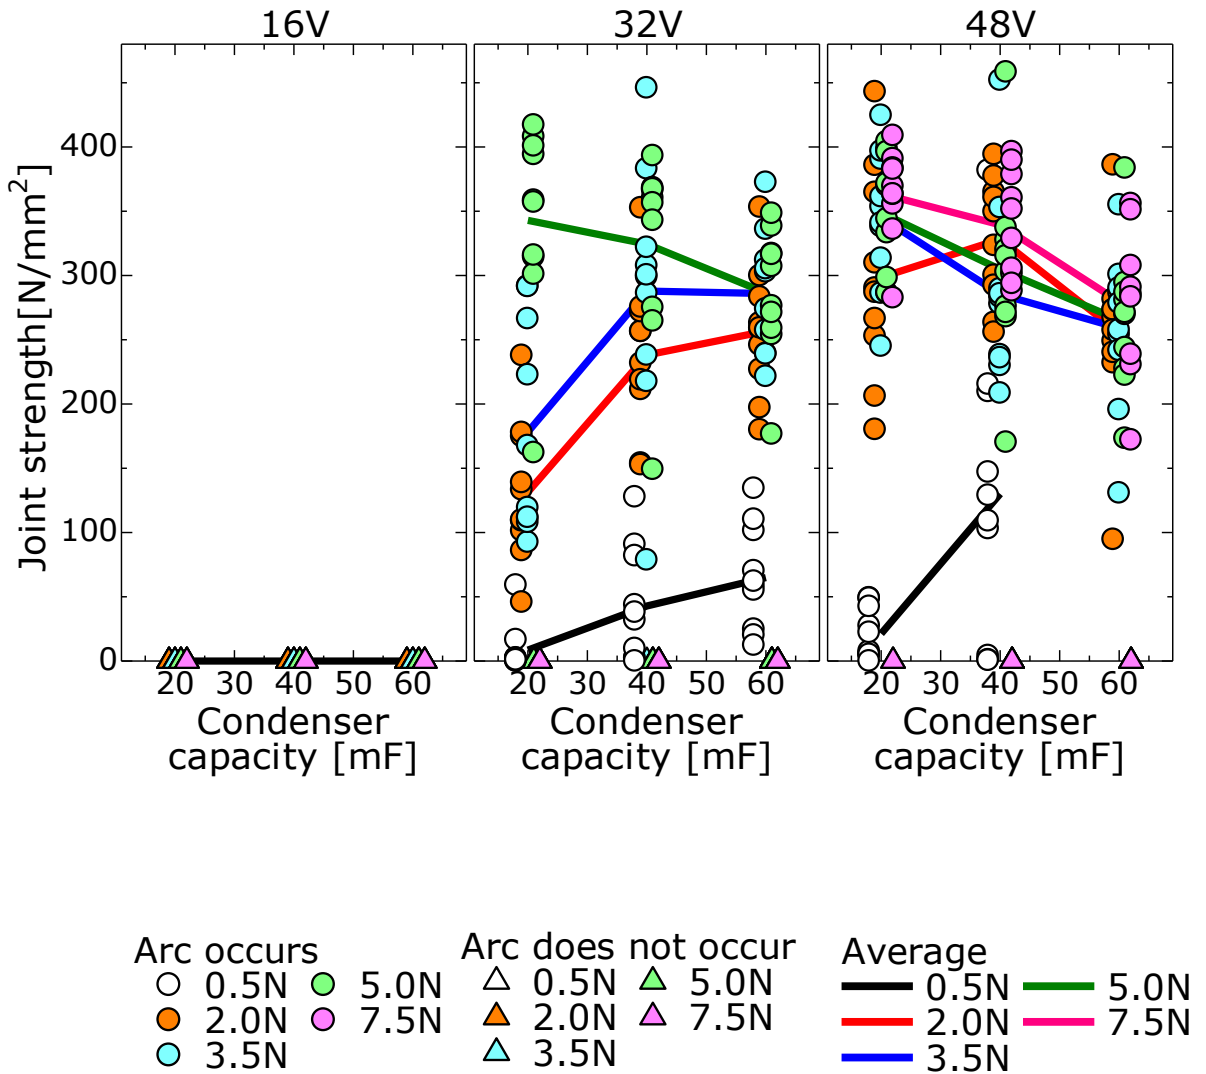 16V 32V 48V
Joint strength[N/mm²]
400
300
200
100
0
20 30 40 50 60 20 30 40 50 60 20 30 40 50 60
Condenser Condenser Condenser
capacity [mF] capacity [mF] capacity [mF]
Arc occurs
0.5N 5.0N
2.0N 7.5N
3.5N
Arc does not occur
0.5N 5.0N
2.0N 7.5N
3.5N
Average
0.5N 5.0N
2.0N 7.5N
3.5N